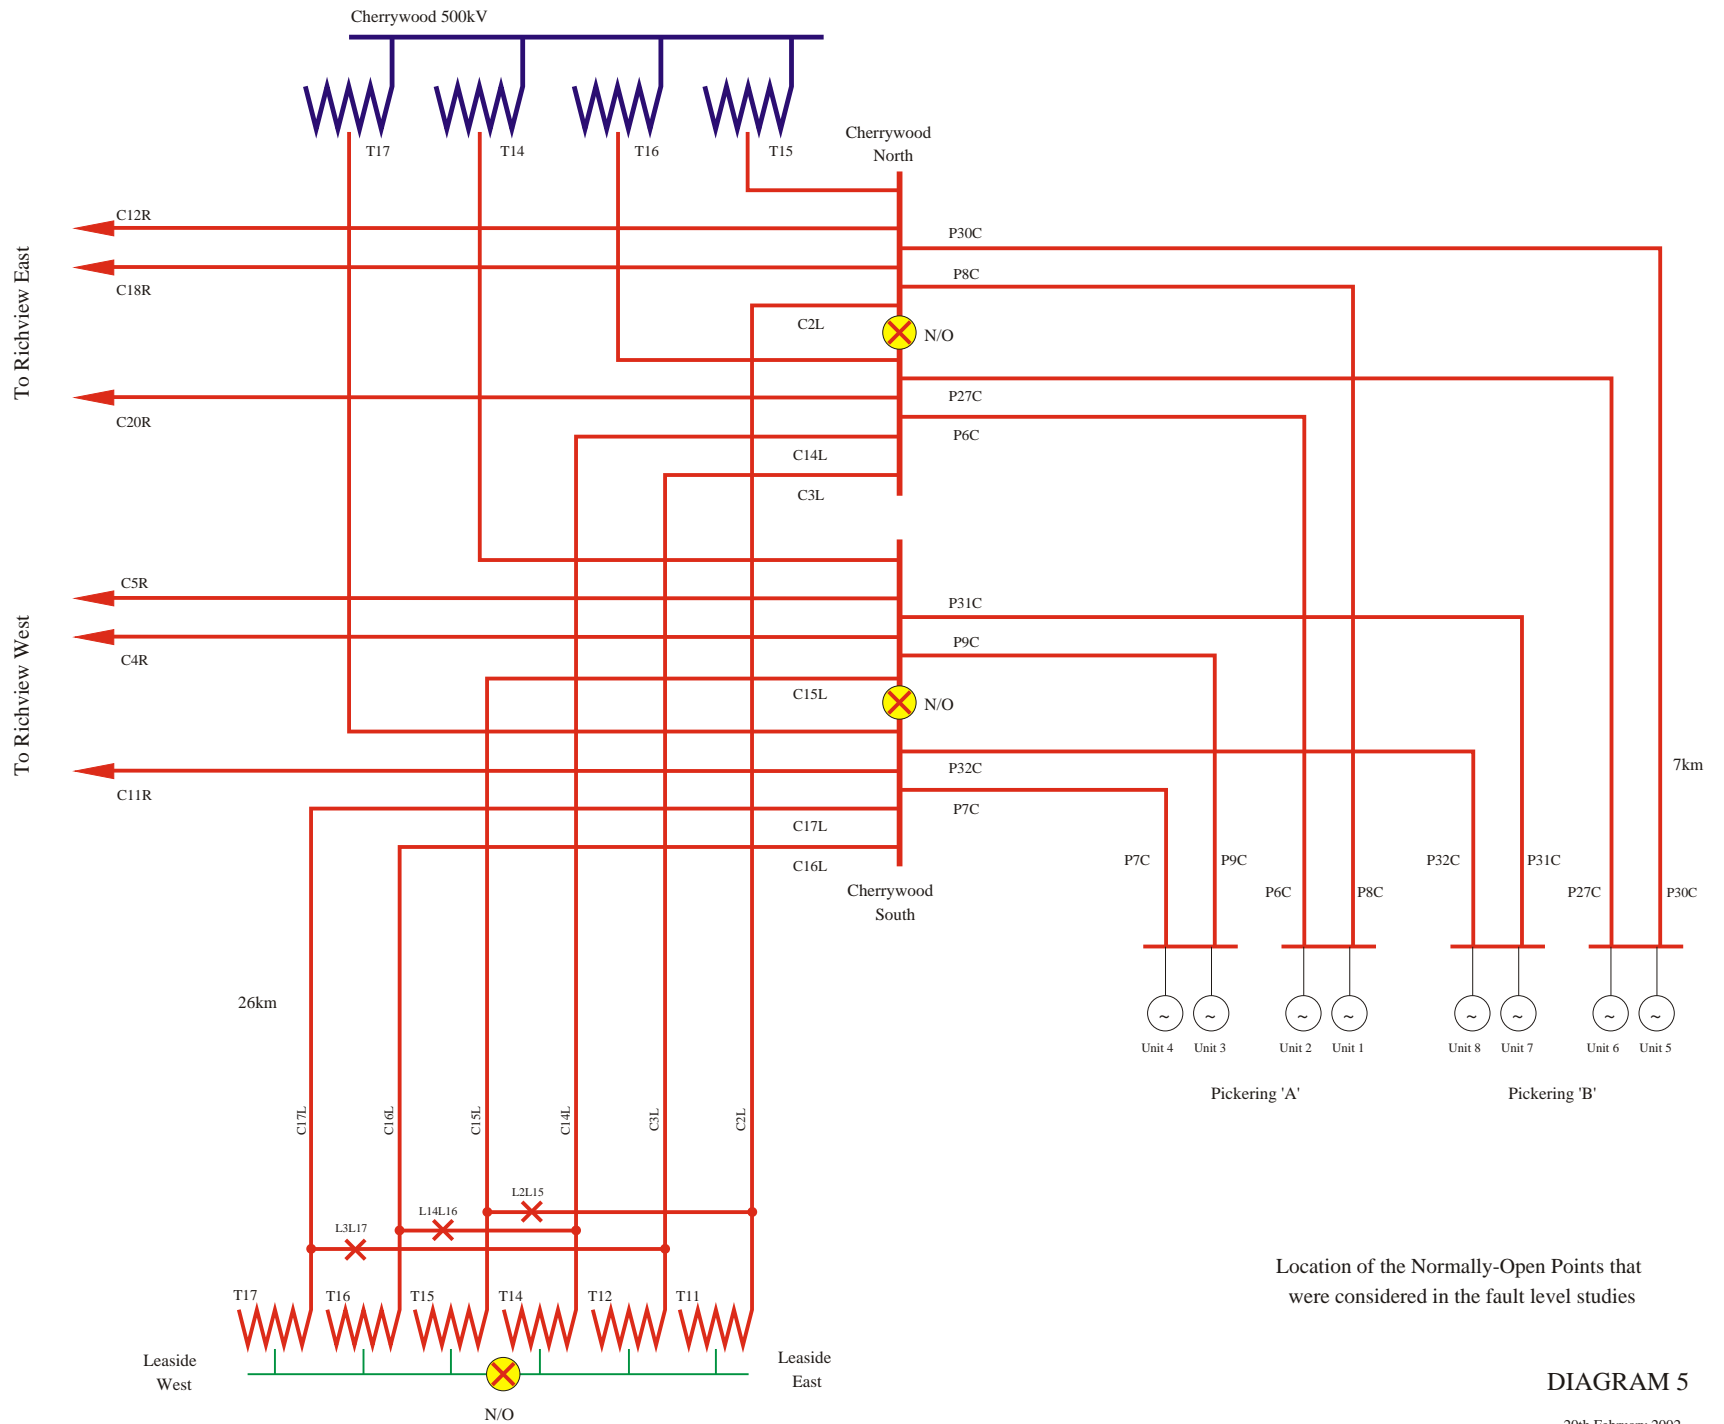 Cherrywood 500kV
T17
T14
T16
T15
Cherrywood
North
C12R
P30C
C18R
P8C
C2L
N/O
To Richview East
P27C
C20R
P6C
C14L
C3L
C5R
P31C
P9C
C4R
C15L
N/O
To Richview West
P32C
7km
C11R
P7C
C17L
C16L
Cherrywood
South
P7C
P9C
P32C
P31C
P6C
P8C
P27C
P30C
26km
~
~
~
~
~
~
~
~
Unit 4
Unit 3
Unit 2
Unit 1
Unit 8
Unit 7
Unit 6
Unit 5
Pickering 'A'
Pickering 'B'
C17L
C16L
C15L
C14L
C3L
C2L
L2L15
L14L16
L3L17
Location of the Normally-Open Points that
were considered in the fault level studies
T17
T16
T15
T14
T12
T11
Leaside
West
Leaside
East
N/O
DIAGRAM 5
20th February 2002